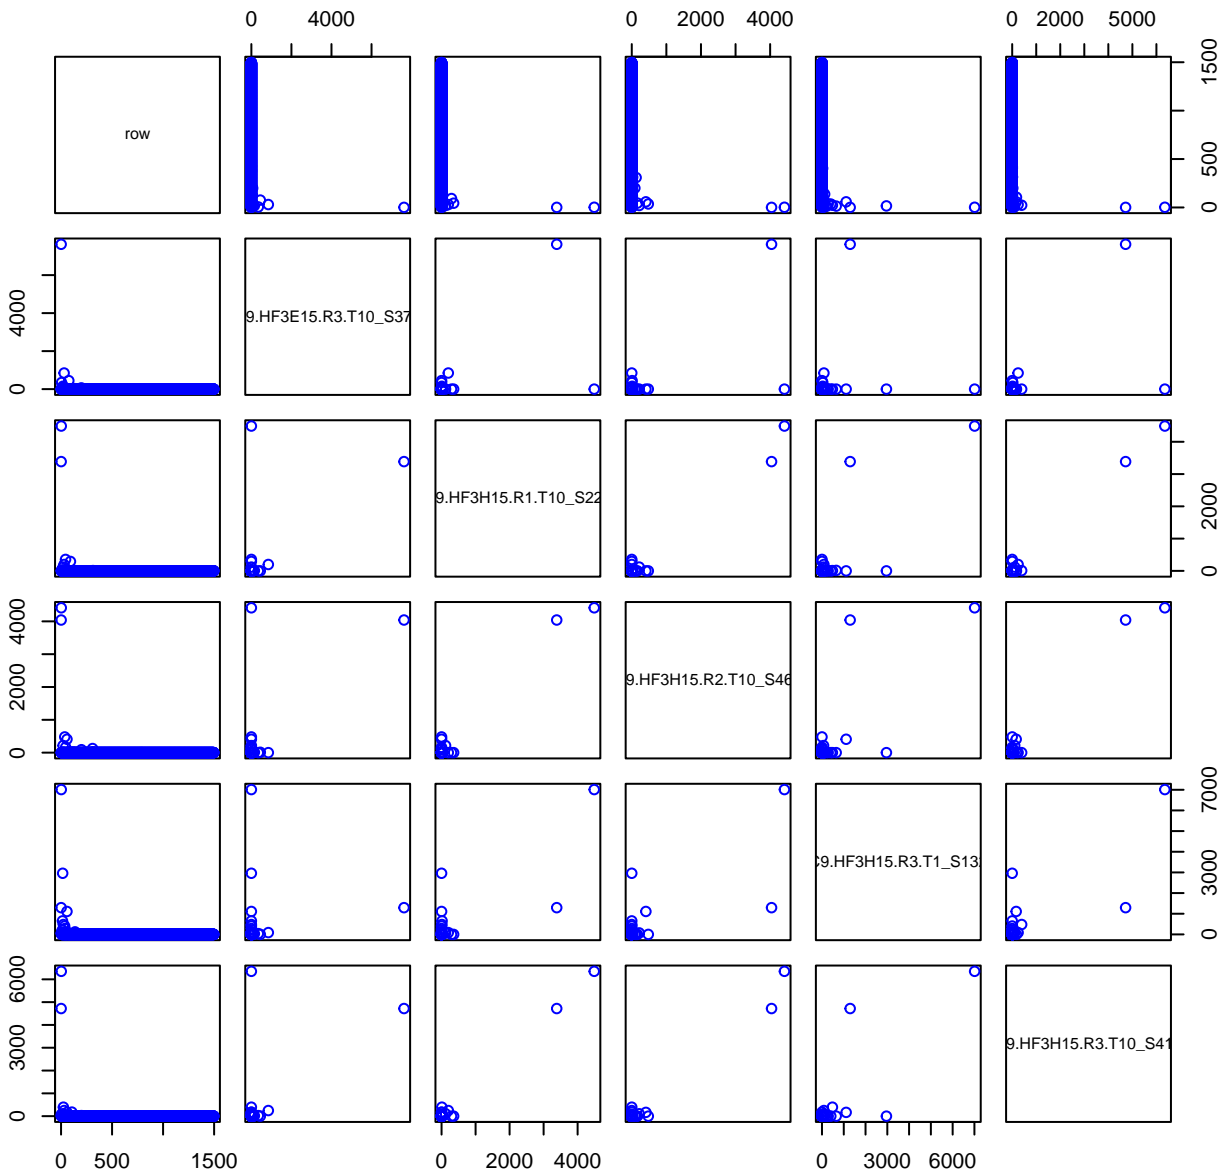 0 4000
0 2000 4000
0 2000 5000
row
0 500 1500
0 4000
9.HF3E15.R3.T10_S37
9.HF3H15.R1.T10_S22
0 2000
0 2000 4000
9.HF3H15.R2.T10_S46
9.HF3H15.R3.T1_S13
0 3000 7000
0 3000 6000
9.HF3H15.R3.T10_S41
0 500 1500
0 2000 4000
0 3000 6000